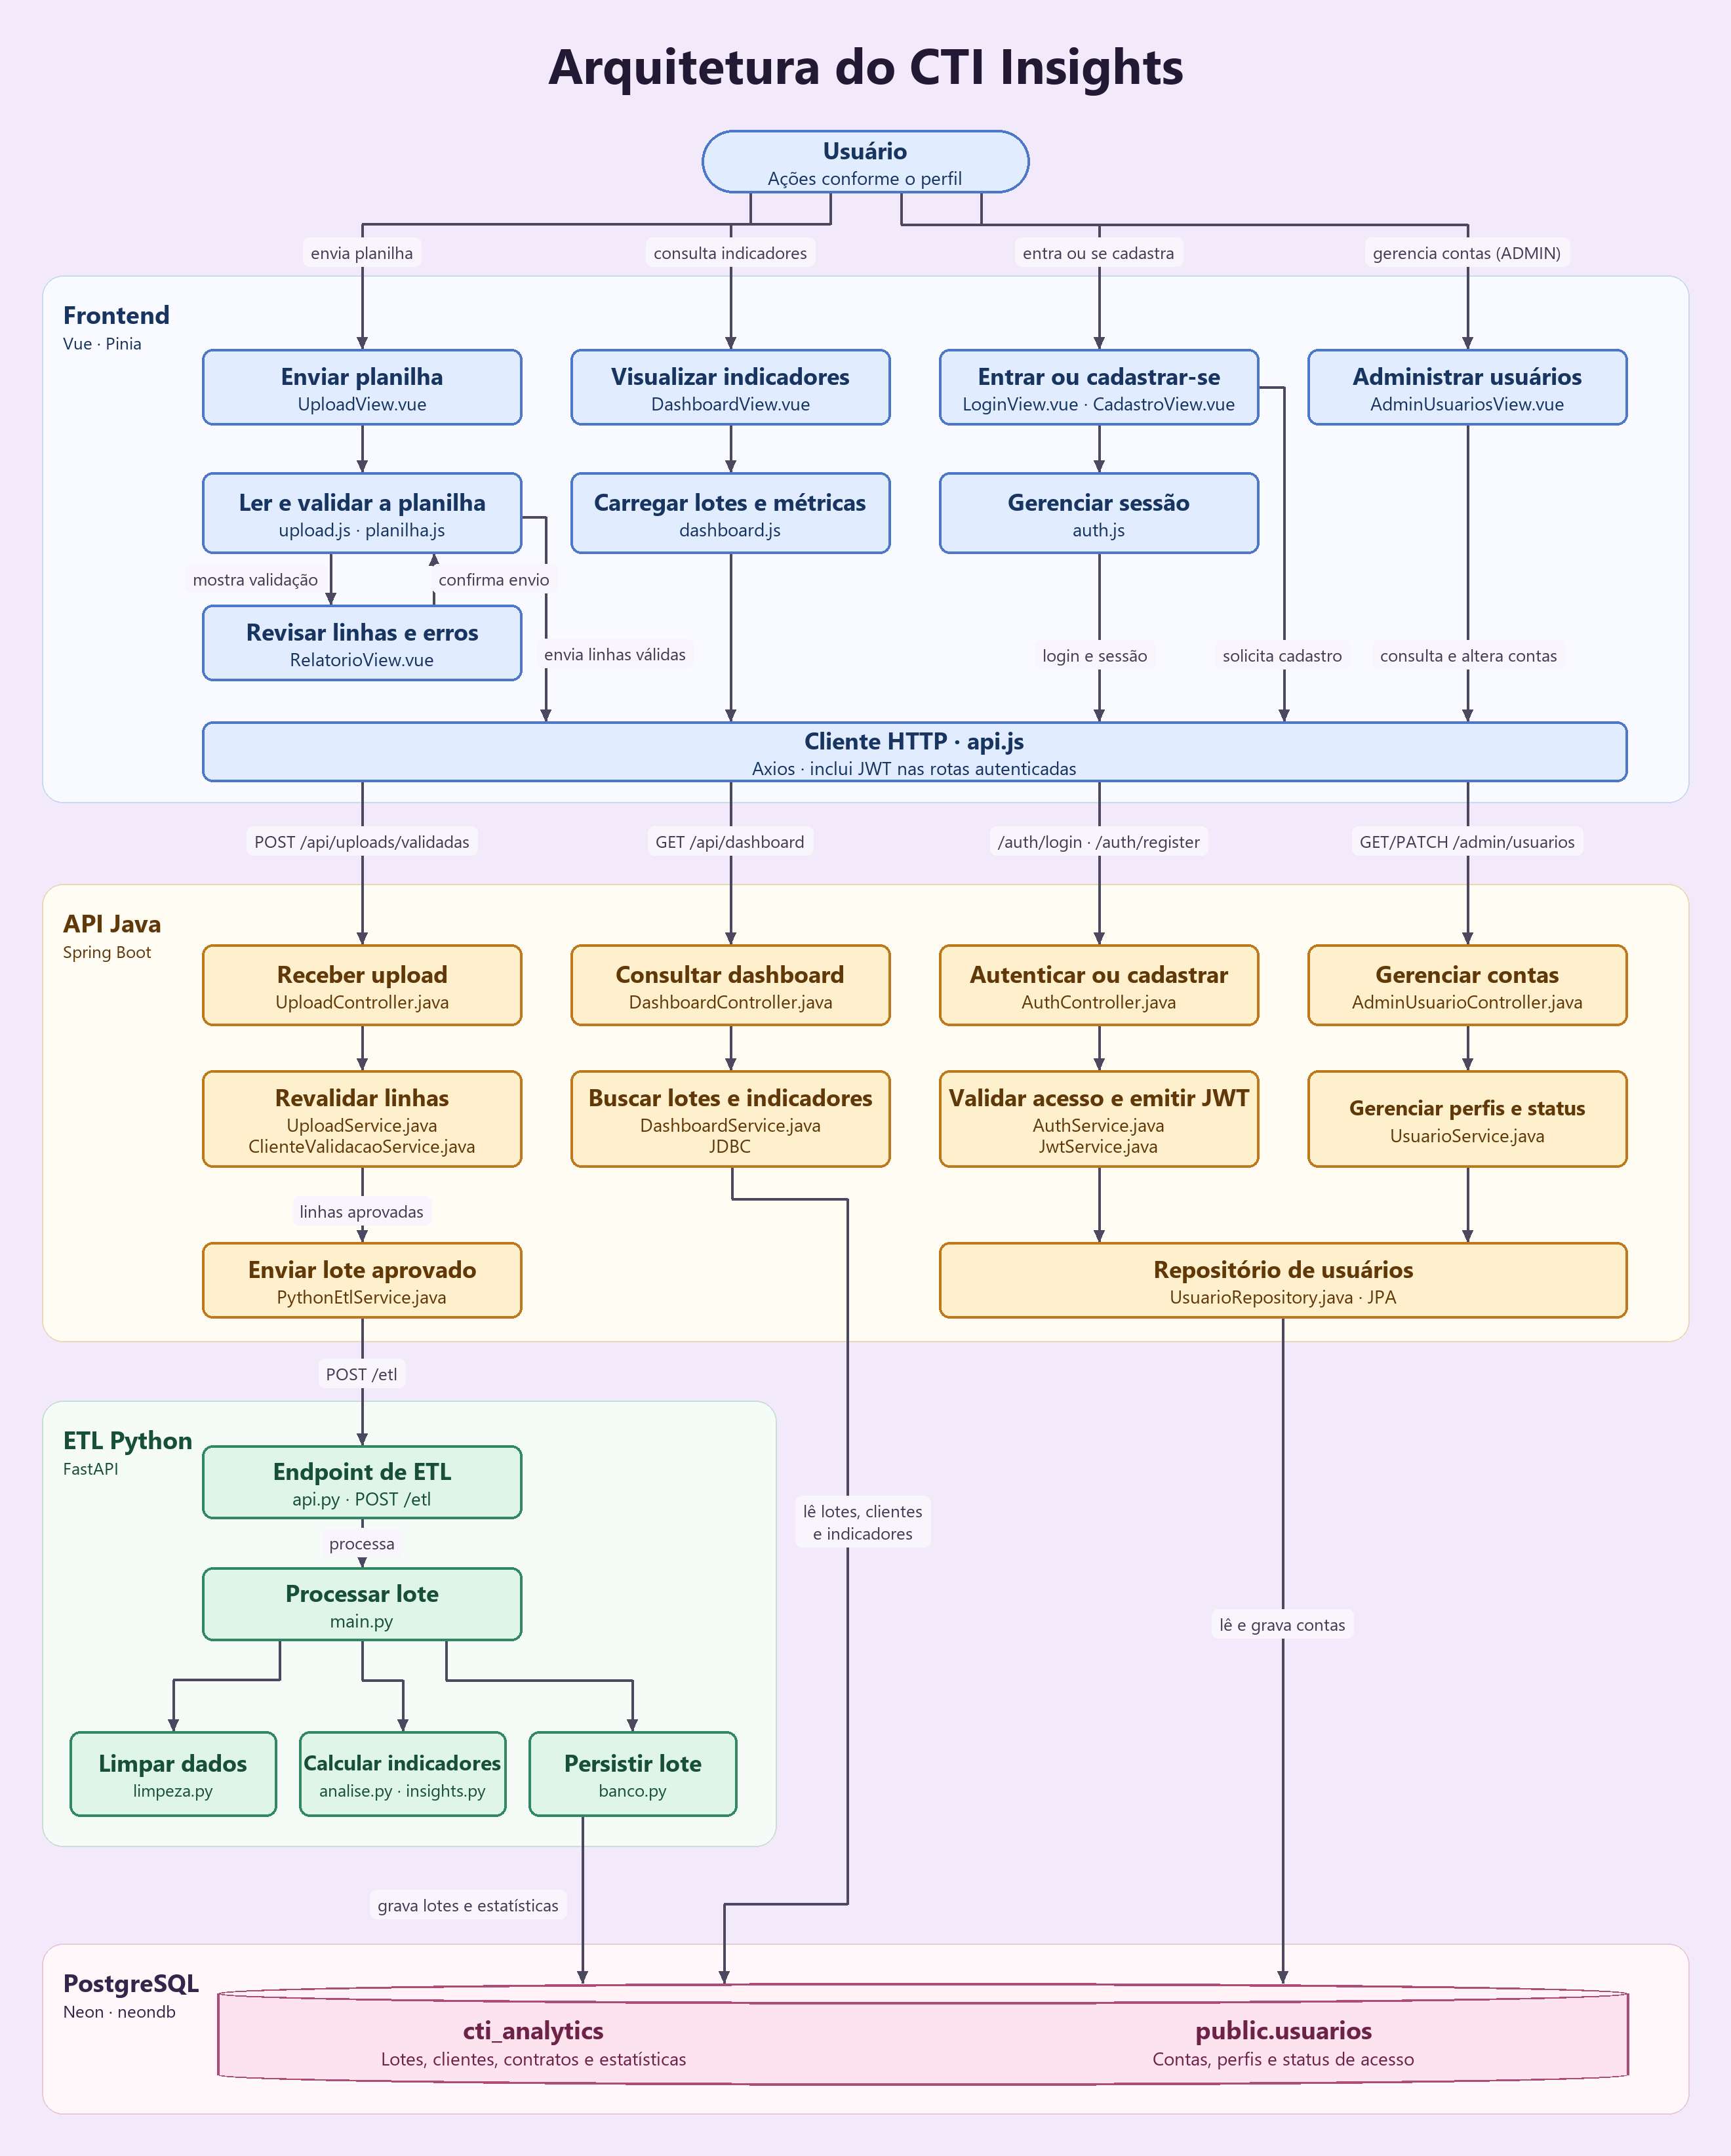 Arquitetura do CTI Insights
Usuário
Ações conforme o perfil
envia planilha
consulta indicadores
entra ou se cadastra
gerencia contas (ADMIN)
Frontend
Vue · Pinia
Enviar planilha
UploadView.vue
Visualizar indicadores
DashboardView.vue
Entrar ou cadastrar-se
LoginView.vue · CadastroView.vue
Administrar usuários
AdminUsuariosView.vue
Ler e validar a planilha
upload.js · planilha.js
Carregar lotes e métricas
dashboard.js
Gerenciar sessão
auth.js
mostra validação
confirma envio
Revisar linhas e erros
RelatorioView.vue
envia linhas válidas
login e sessão
solicita cadastro
consulta e altera contas
Cliente HTTP · api.js
Axios · inclui JWT nas rotas autenticadas
POST /api/uploads/validadas
GET /api/dashboard
/auth/login · /auth/register
GET/PATCH /admin/usuarios
API Java
Spring Boot
Receber upload
UploadController.java
Consultar dashboard
DashboardController.java
Autenticar ou cadastrar
AuthController.java
Gerenciar contas
AdminUsuarioController.java
Revalidar linhas
UploadService.java
ClienteValidacaoService.java
Buscar lotes e indicadores
DashboardService.java
JDBC
Validar acesso e emitir JWT
AuthService.java
JwtService.java
Gerenciar perfis e status
UsuarioService.java
linhas aprovadas
Enviar lote aprovado
PythonEtlService.java
Repositório de usuários
UsuarioRepository.java · JPA
POST /etl
ETL Python
FastAPI
Endpoint de ETL
api.py · POST /etl
processa
lê lotes, clientes
e indicadores
Processar lote
main.py
lê e grava contas
Limpar dados
limpeza.py
Calcular indicadores
analise.py · insights.py
Persistir lote
banco.py
grava lotes e estatísticas
PostgreSQL
Neon · neondb
cti_analytics
Lotes, clientes, contratos e estatísticas
public.usuarios
Contas, perfis e status de acesso